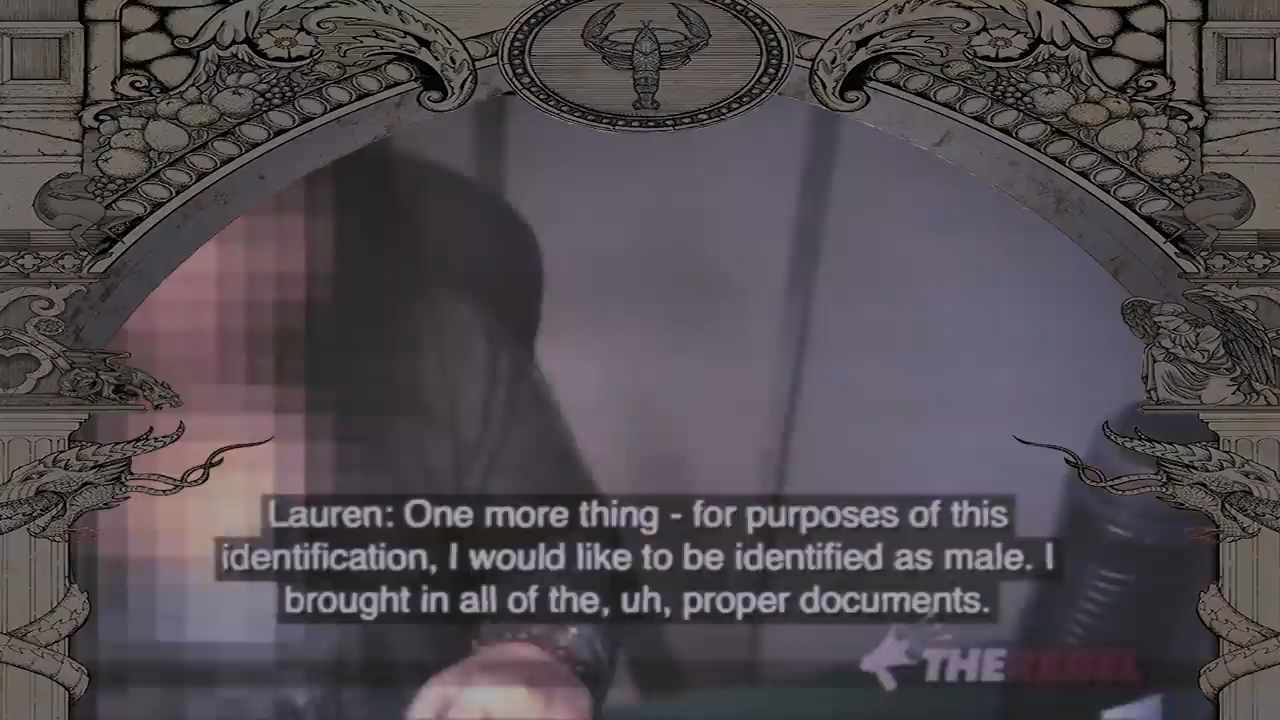 Lauren: One more thing - for purposes of this
identification, I would like to be identified as male. I
brought in all of the, uh, proper documents.
THE REBEL